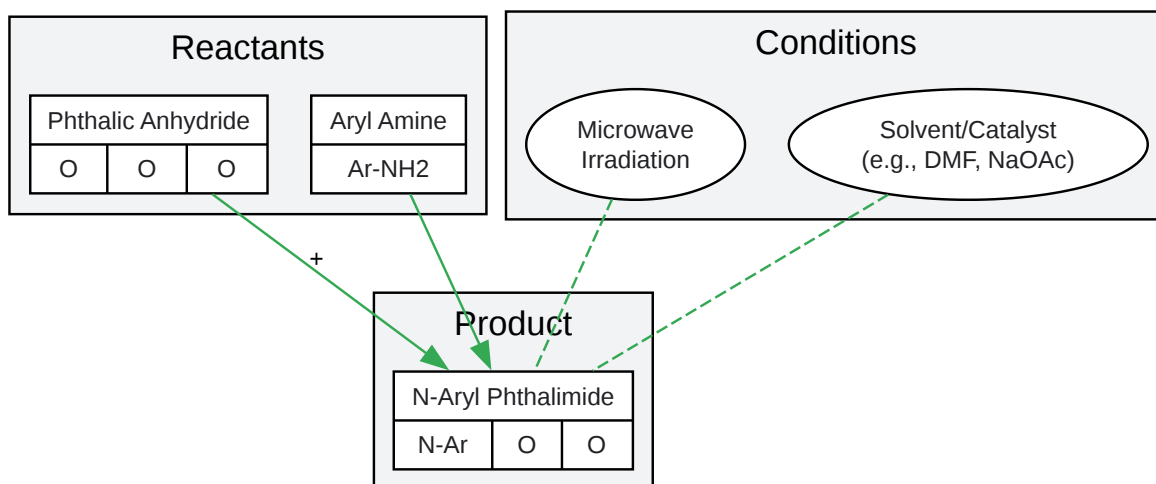 Reactants
Conditions
Phthalic Anhydride
O O O
Aryl Amine
Ar-NH2
Microwave
Irradiation
Solvent/Catalyst
(e.g., DMF, NaOAc)
+
Product
N-Aryl Phthalimide
N-Ar O O